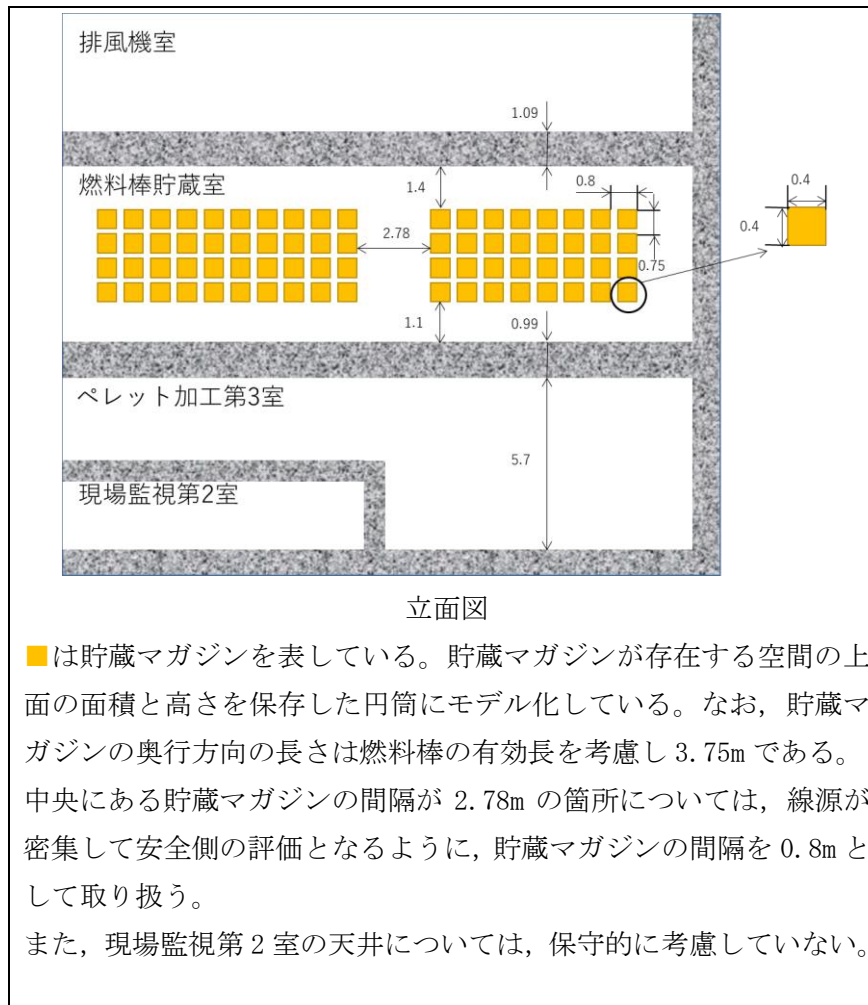 排風機室
1.09
燃料棒貯蔵室
1.4
0.8
0.4
2.78
0.4
0.75
1.1
0.99
ペレット加工第3室
5.7
現場監視第2室
立面図
■は貯蔵マガジンを表している。貯蔵マガジンが存在する空間の上
面の面積と高さを保存した円筒にモデル化している。なお，貯蔵マ
ガジンの奥行方向の長さは燃料棒の有効長を考慮し 3.75m である。
中央にある貯蔵マガジンの間隔が 2.78m の箇所については，線源が
密集して安全側の評価となるように，貯蔵マガジンの間隔を 0.8m と
して取り扱う。
また，現場監視第 2 室の天井については，保守的に考慮していない。